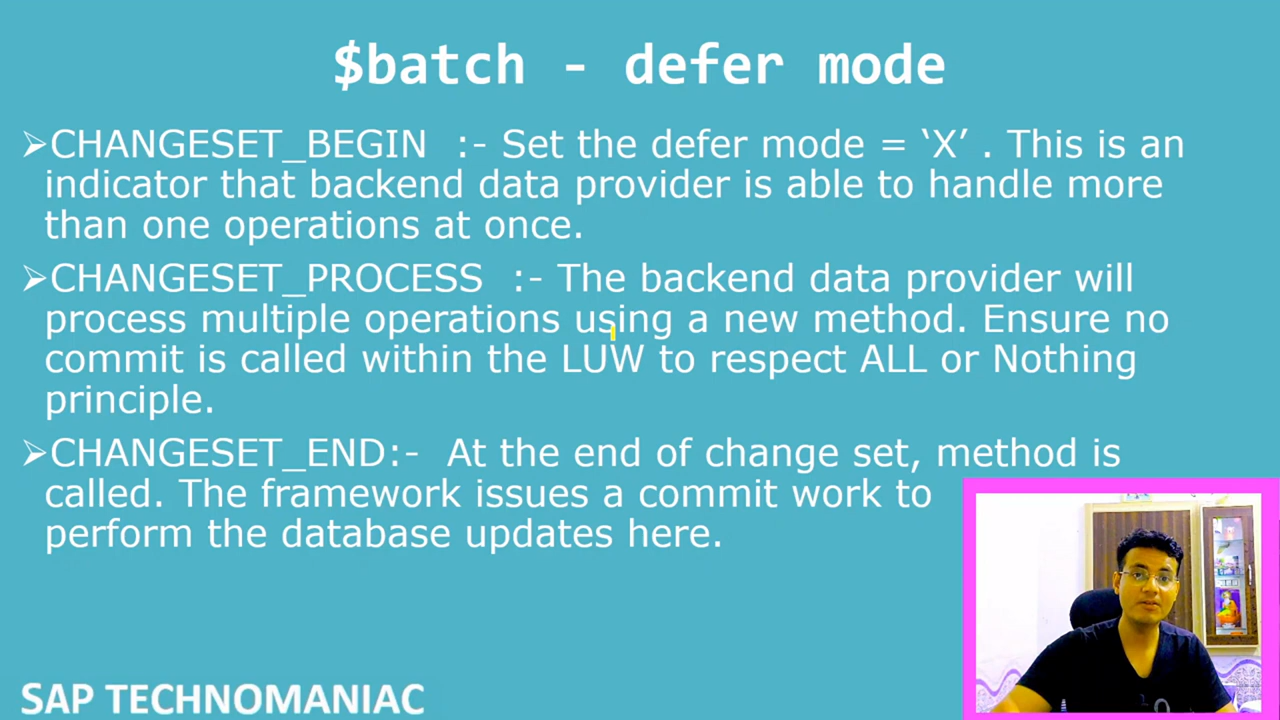 $batch - defer mode
➢CHANGESET_BEGIN :- Set the defer mode = ‘X’ . This is an
indicator that backend data provider is able to handle more
than one operations at once.
➢CHANGESET_PROCESS :- The backend data provider will
process multiple operations using a new method. Ensure no
commit is called within the LUW to respect ALL or Nothing
principle.
➢CHANGESET_END:- At the end of change set, method is
called. The framework issues a commit work to
perform the database updates here.
SAP TECHNOMANIAC